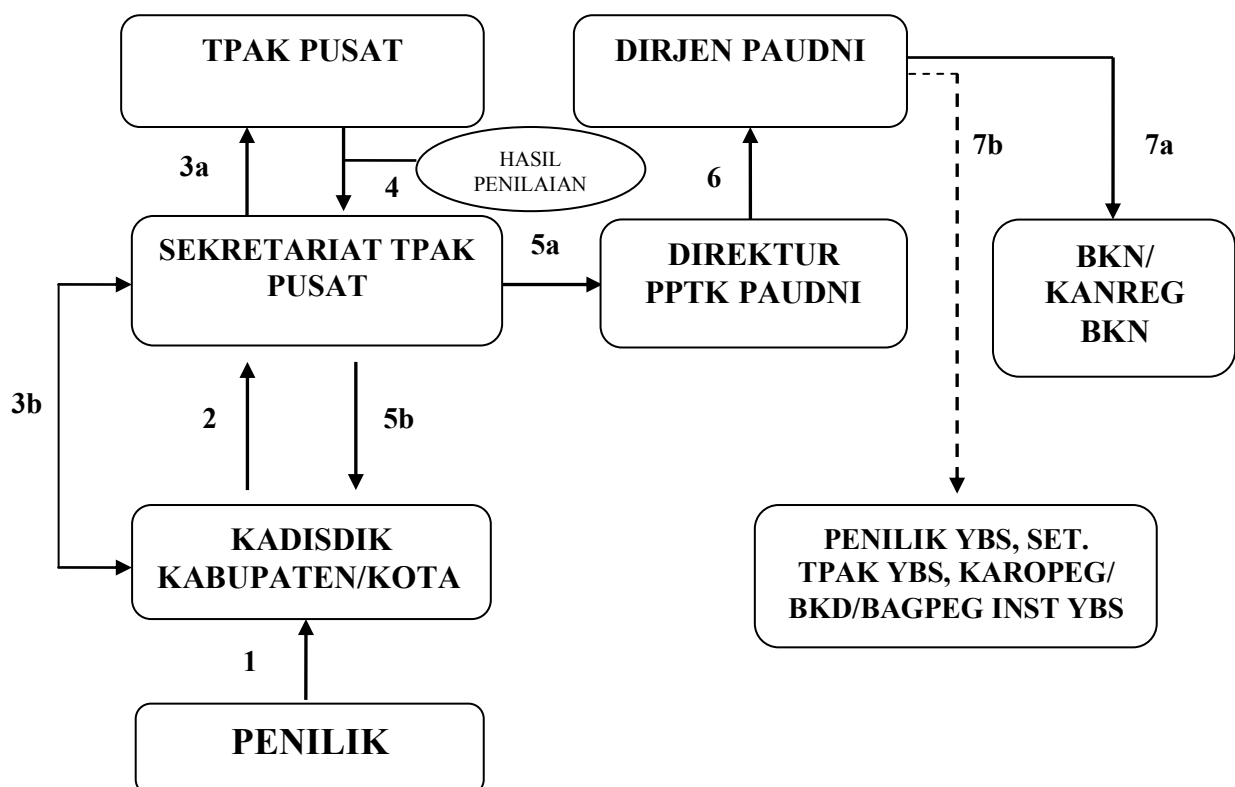 TPAK PUSAT
DIRJEN PAUDNI
3a
4
HASIL
PENILAIAN
6
7b
7a
SEKRETARIAT TPAK
PUSAT
5a
DIREKTUR
PPTK PAUDNI
BKN/
KANREG
BKN
3b
2
5b
KADISDIK
KABUPATEN/KOTA
PENILIK YBS, SET.
TPAK YBS, KAROPEG/
BKD/BAGPEG INST YBS
1
PENILIK